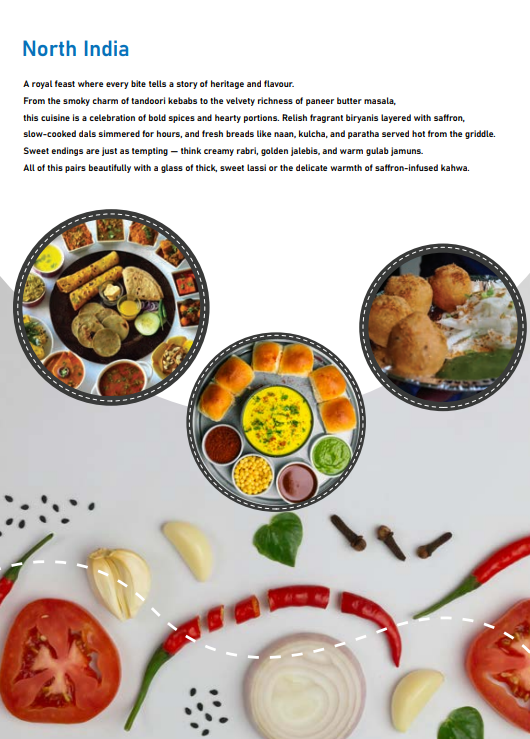 North India
A royal feast where every bite tells a story of heritage and flavour.
From the smoky charm of tandoori kebabs to the velvety richness of paneer butter masala,
this cuisine is a celebration of bold spices and hearty portions. Relish fragrant biryanis layered with saffron,
slow-cooked dals simmered for hours, and fresh breads like naan, kulcha, and paratha served hot from the griddle.
Sweet endings are just as tempting — think creamy rabri, golden jalebis, and warm gulab jamuns.
All of this pairs beautifully with a glass of thick, sweet lassi or the delicate warmth of saffron-infused kahwa.